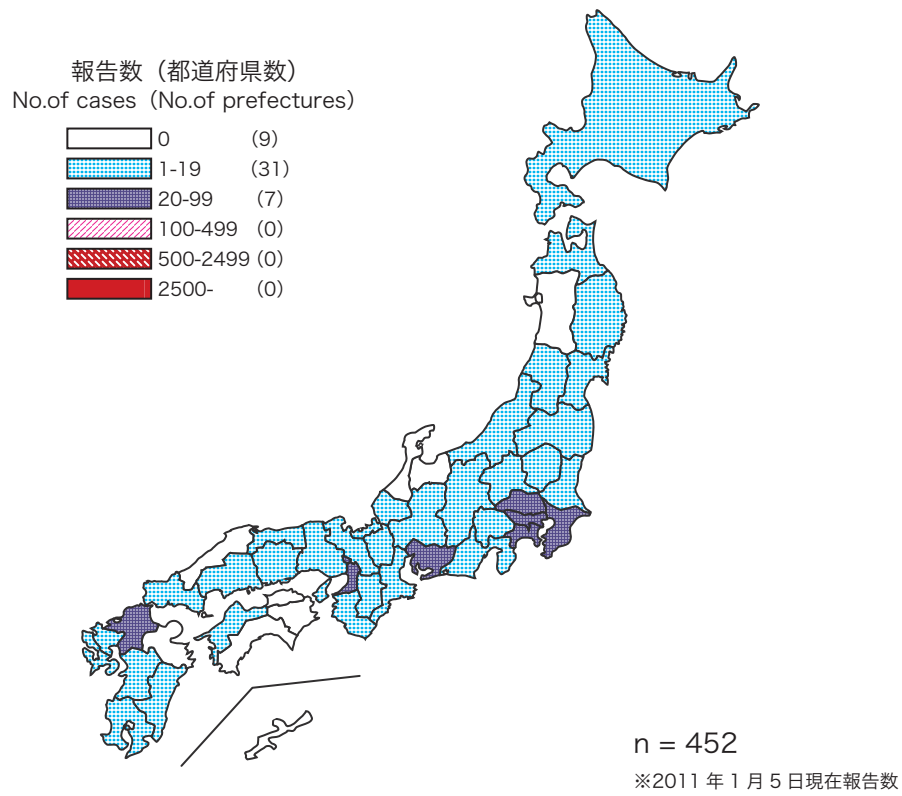 報告数（都道府県数）
No.of cases（No.of prefectures）
0 （9）
1-19 （31）
20-99 （7）
100-499 （0）
500-2499（0）
2500- （0）
n = 452
※2011 年 1 月 5 日現在報告数